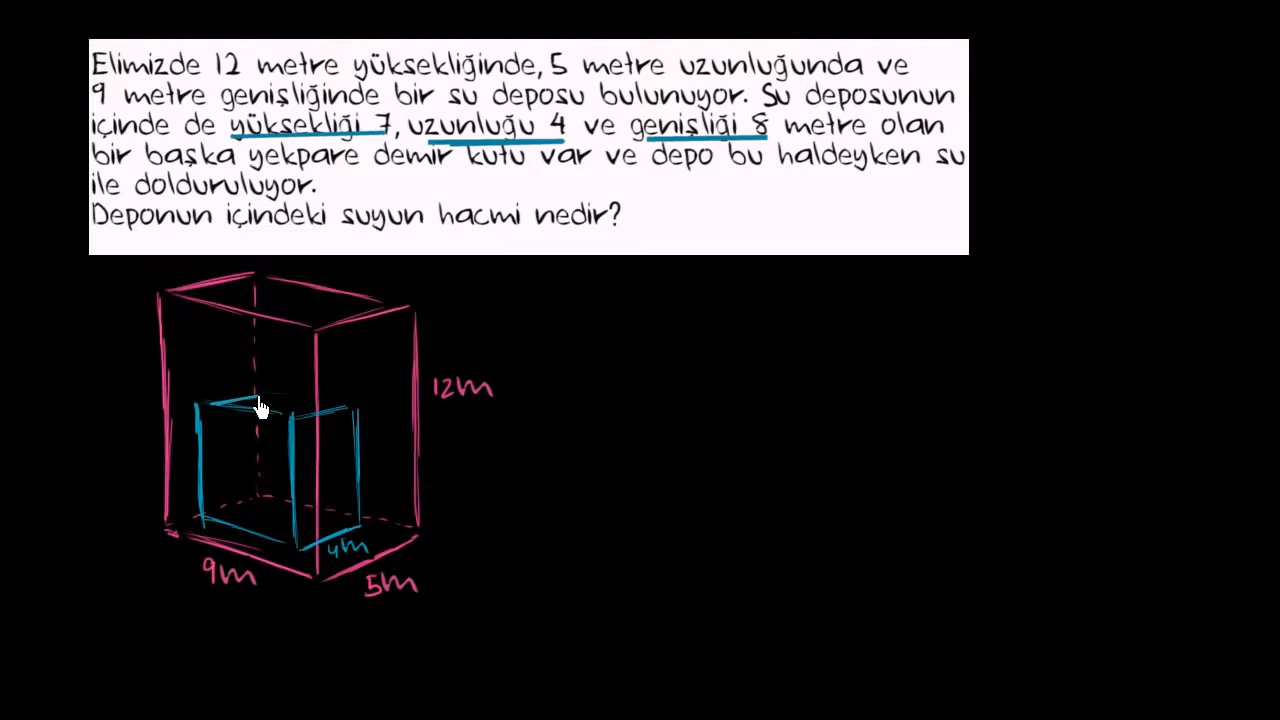 Elimizde 12 metre yüksekliğinde, 5 metre uzunluğunda ve
9 metre genişliğinde bir su deposu bulunuyor. Su deposunun
içinde de yüksekliği 7, uzunluğu 4 ve genişliği 8 metre olan
bir başka yekpare demir kutu var ve depo bu haldeyken su
ile dolduruluyor.
Deponun içindeki suyun hacmi nedir?
12m
4m
9m
5m